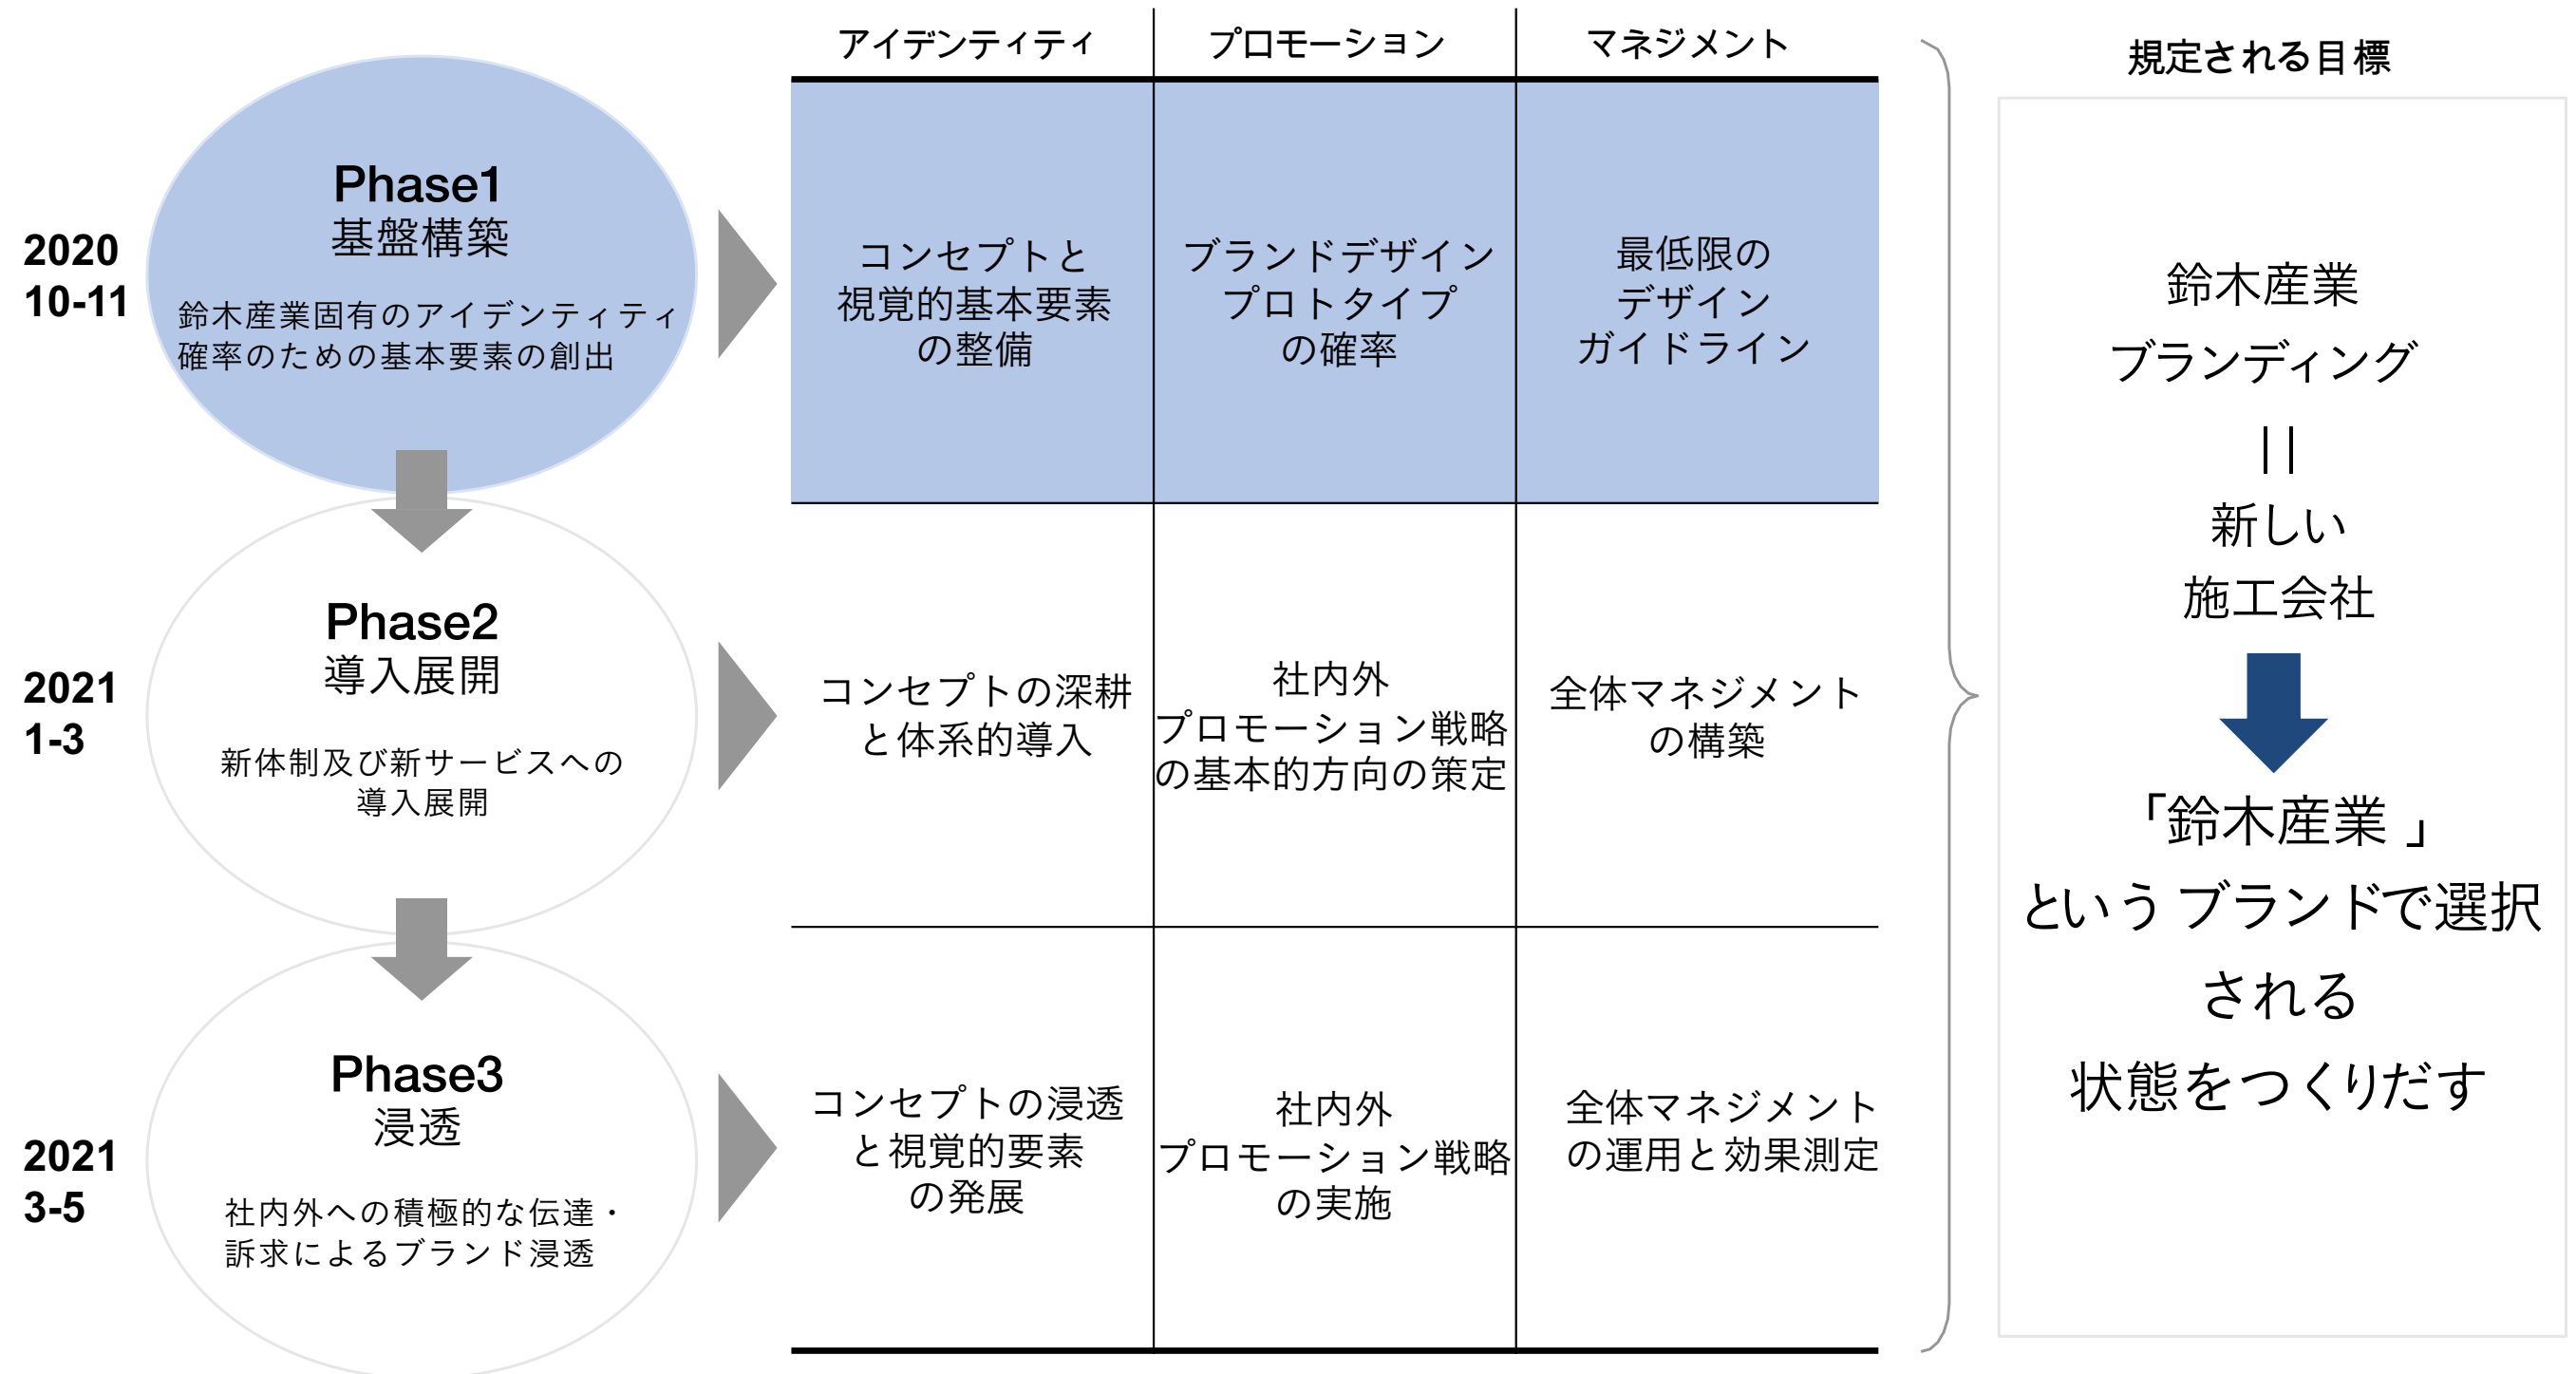 アイデンティティ
プロモーション
マネジメント
規定される目標
2020
10-11
Phase1
基盤構築
鈴木産業固有のアイデンティティ
確率のための基本要素の創出
コンセプトと
視覚的基本要素
の整備
ブランドデザイン
プロトタイプ
の確率
最低限の
デザイン
ガイドライン
2021
1-3
Phase2
導入展開
新体制及び新サービスへの
導入展開
コンセプトの深耕
と体系的導入
社内外
プロモーション戦略
の基本的方向の策定
全体マネジメント
の構築
2021
3-5
Phase3
浸透
社内外への積極的な伝達・
訴求によるブランド浸透
コンセプトの浸透
と視覚的要素
の発展
社内外
プロモーション戦略
の実施
全体マネジメント
の運用と効果測定
鈴木産業
ブランディング
||
新しい
施工会社
「鈴木産業」
というブランドで選択
される
状態をつくりだす